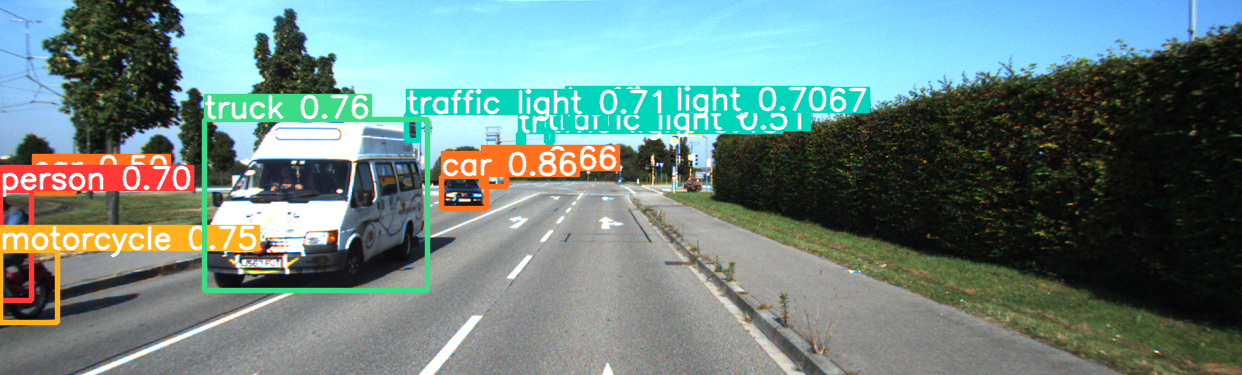 truck 0.76
traffic light 0.71
light 0.7067
car 0.86
66
person 0.70
motorcycle 0.75